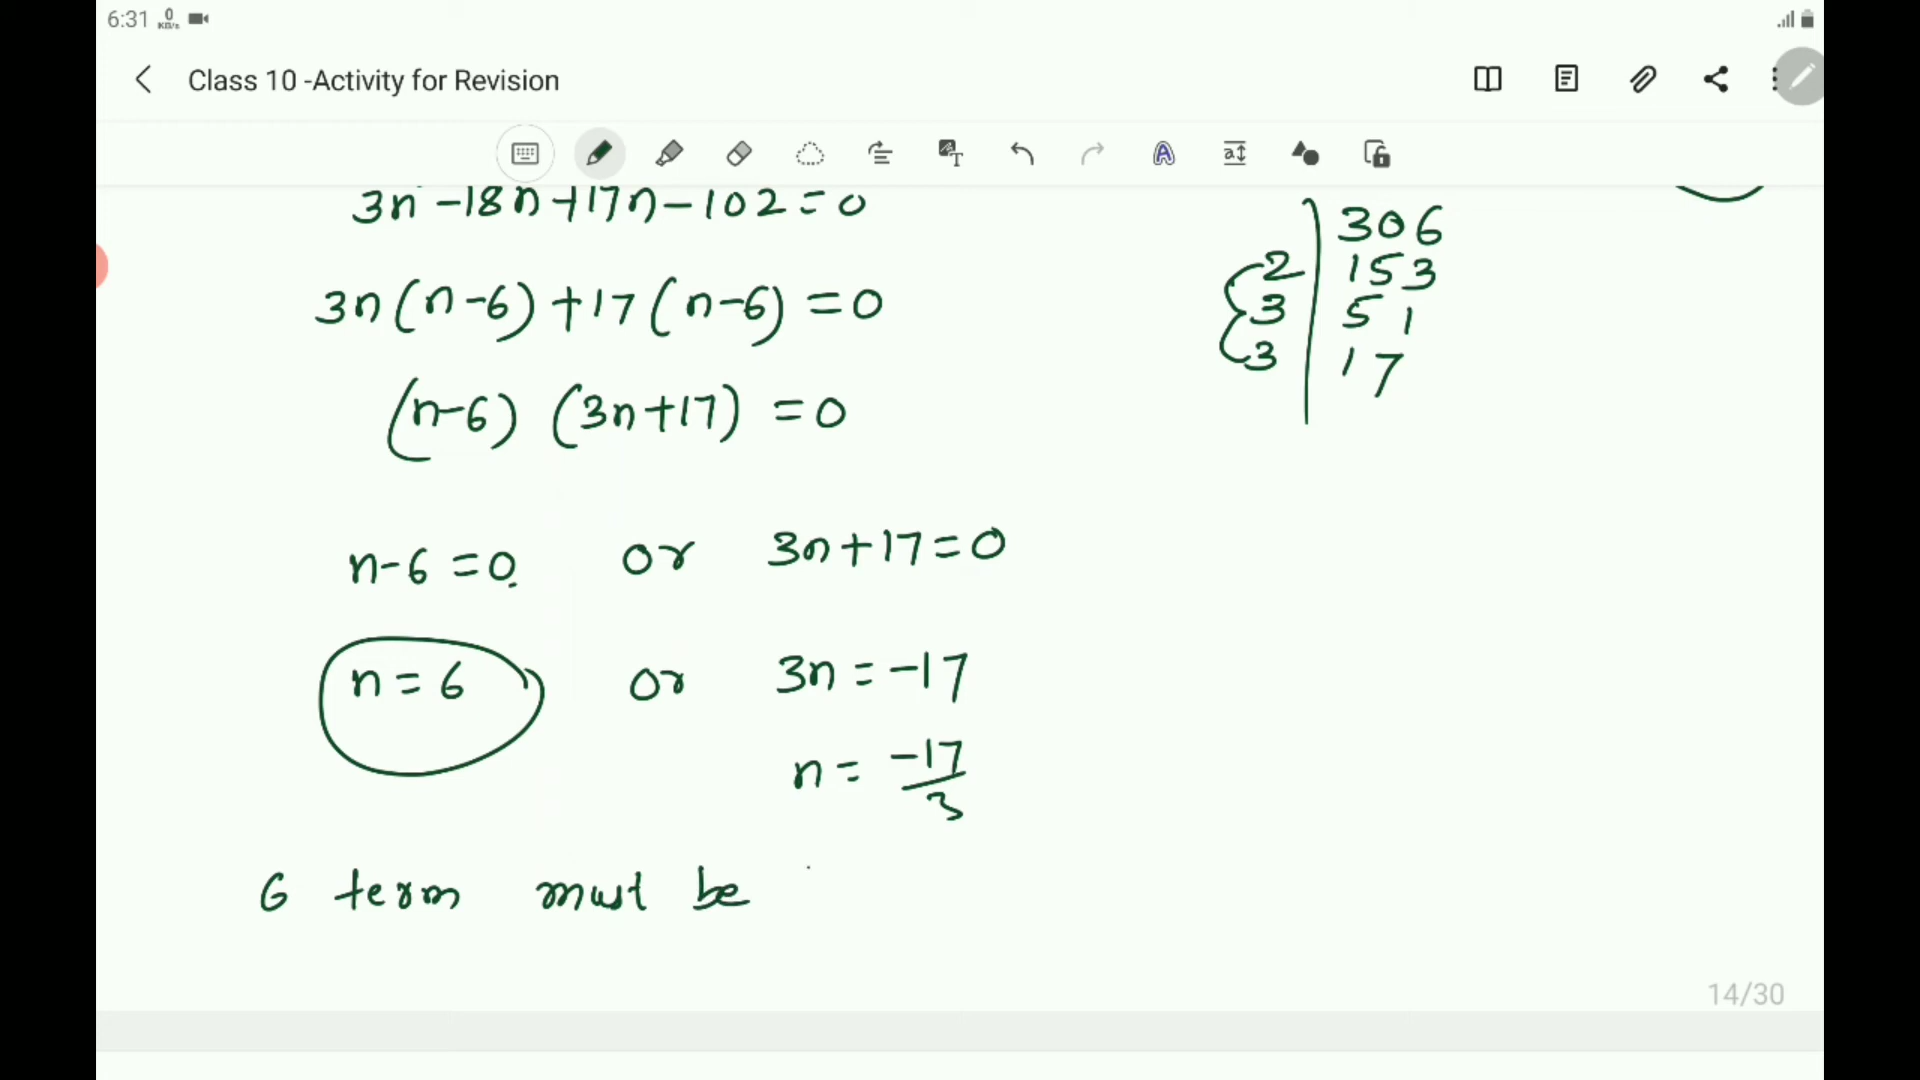 6:31 0 KB/s
Class 10 -Activity for Revision
3n -18n+17n-102=0
3n(n-6)+17(n-6)=0
(n-6) (3n+17) =0
n-6=0 or 3n+17=0
n=6 or 3n=-17
n= -17/3
6 term must be
306
2 153
3 51
3 17
14/30